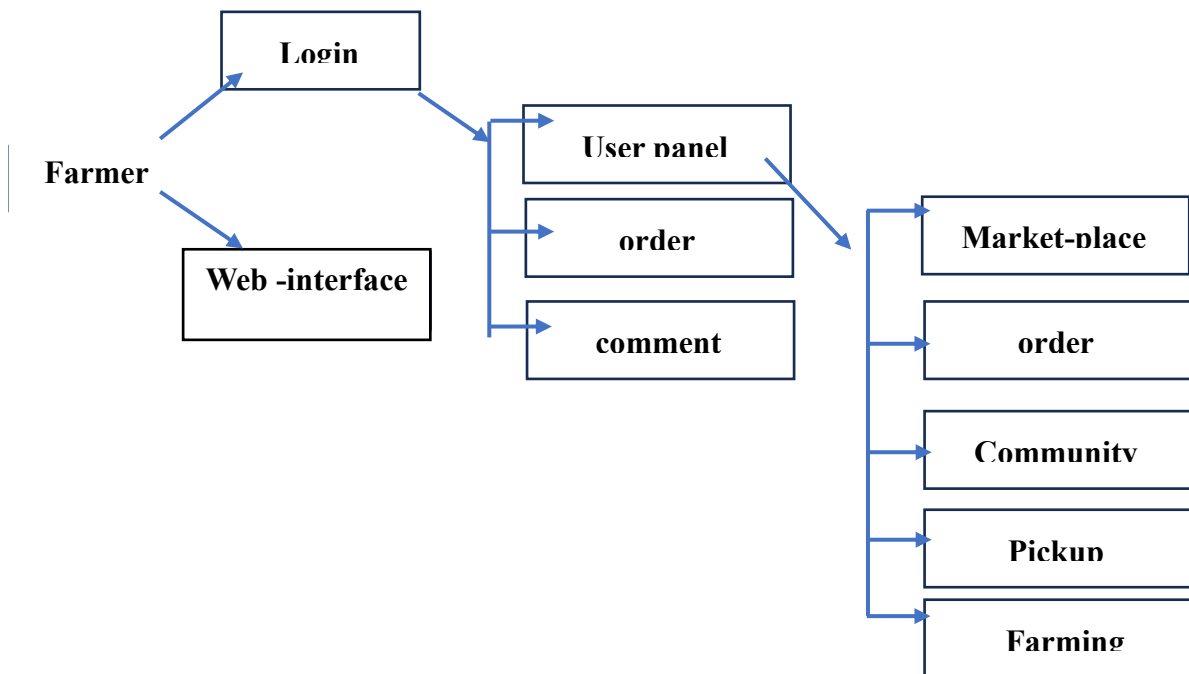 Login
Farmer
Web -interface
User panel
order
comment
Market-place
order
Community
Pickup
Farming